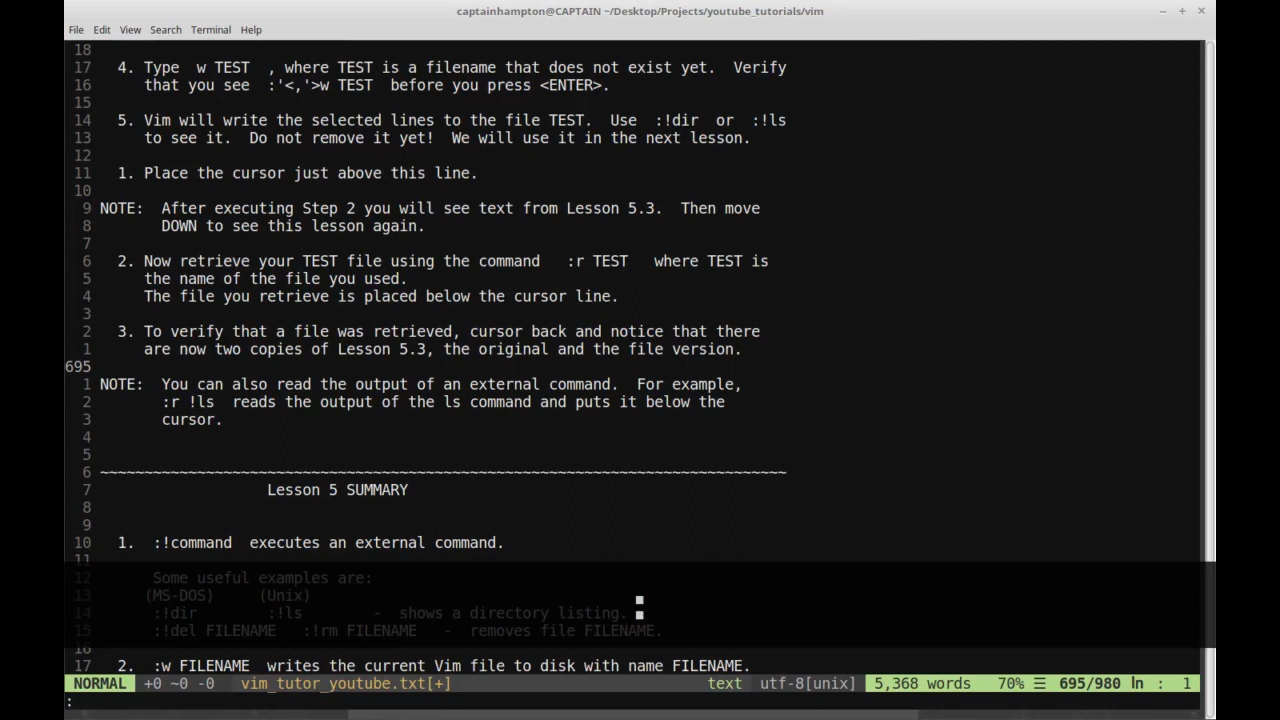 captainhampton@CAPTAIN ~/Desktop/Projects/youtube_tutorials/vim
File Edit View Search Terminal Help
18
17 4. Type w TEST , where TEST is a filename that does not exist yet. Verify
16 that you see :'<,'>w TEST before you press <ENTER>.
15
14 5. Vim will write the selected lines to the file TEST. Use :!dir or :!ls
13 to see it. Do not remove it yet! We will use it in the next lesson.
12
11 1. Place the cursor just above this line.
10
9 NOTE: After executing Step 2 you will see text from Lesson 5.3. Then move
8 DOWN to see this lesson again.
7
6 2. Now retrieve your TEST file using the command :r TEST where TEST is
5 the name of the file you used.
4 The file you retrieve is placed below the cursor line.
3
2 3. To verify that a file was retrieved, cursor back and notice that there
1 are now two copies of Lesson 5.3, the original and the file version.
695
1 NOTE: You can also read the output of an external command. For example,
2 :r !ls reads the output of the ls command and puts it below the
3 cursor.
4
5
6 ~~~~~~~~~~~~~~~~~~~~~~~~~~~~~~~~~~~~~~~~~~~~~~~~~~~~~~~~~~~~~~~~~~~~~~~~~~~~~~
7 Lesson 5 SUMMARY
8
9
10 1. :!command executes an external command.
11
12 Some useful examples are:
13 (MS-DOS) (Unix)
14 :!dir :!ls - shows a directory listing.
15 :!del FILENAME :!rm FILENAME - removes file FILENAME.
16
17 2. :w FILENAME writes the current Vim file to disk with name FILENAME.
NORMAL +0 ~0 -0 vim_tutor_youtube.txt[+] text utf-8[unix] 5,368 words 70% ☰ 695/980 ln : 1
:
: